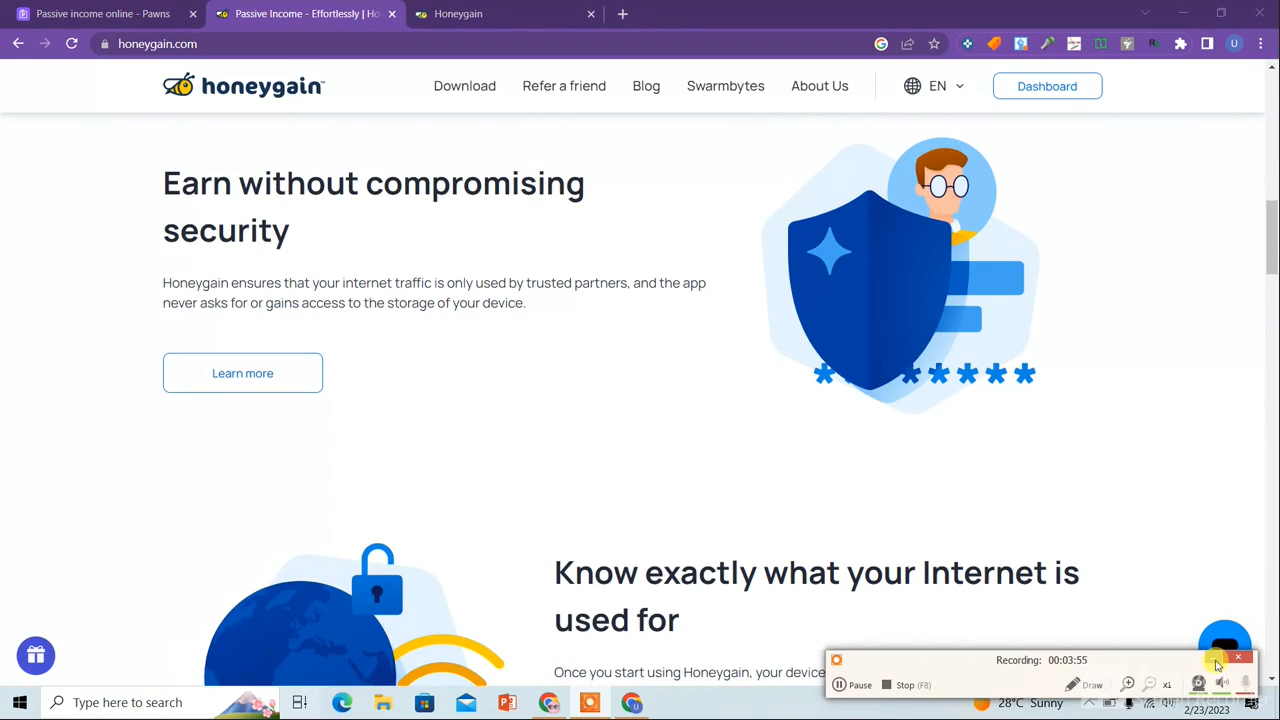 Passive income online - Pawns
Passive Income - Effortlessly | Ho
Honeygain
honeygain.com
U
honeygain
Download
Refer a friend
Blog
Swarmbytes
About Us
EN
Dashboard
Earn without compromising
security
Honeygain ensures that your internet traffic is only used by trusted partners, and the app
never asks for or gains access to the storage of your device.
Learn more
Know exactly what your Internet is
used for
Once you start using Honeygain, your device
Recording: 00:03:55
Pause
Stop (F8)
Draw
x1
Type here to search
28°C Sunny
2/23/2023